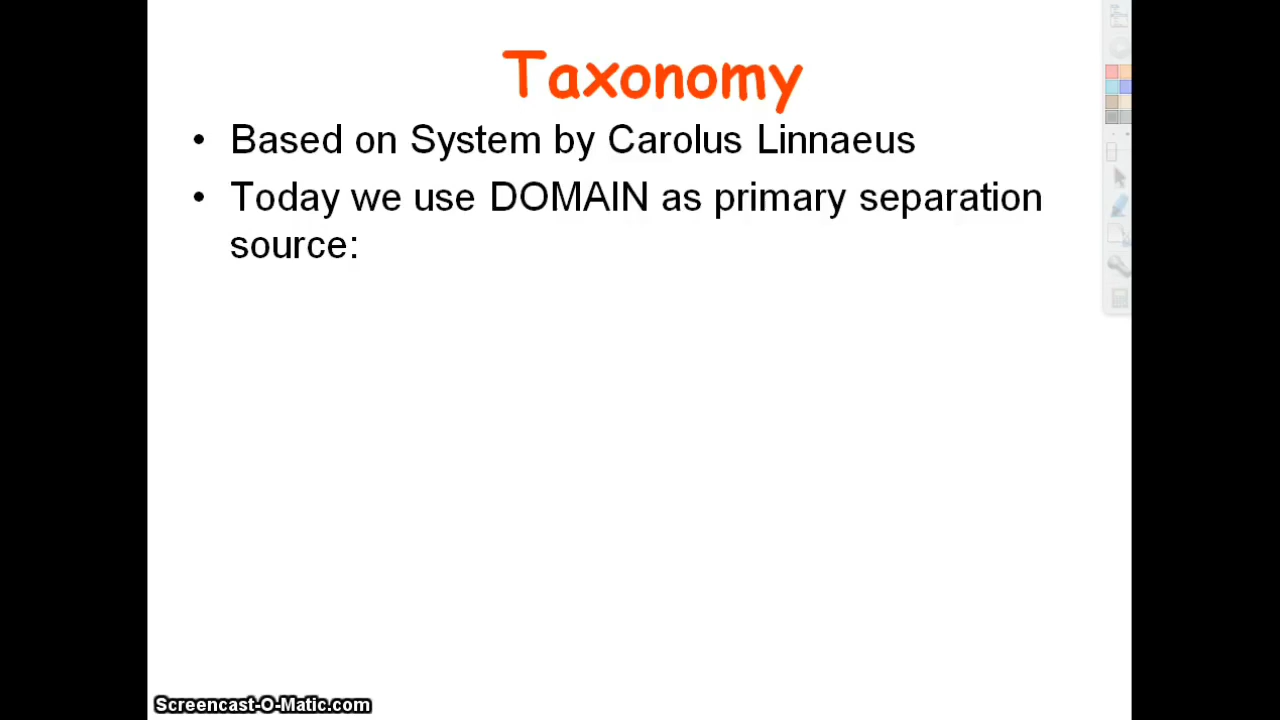 Taxonomy
• Based on System by Carolus Linnaeus
• Today we use DOMAIN as primary separation
source:
Screencast-O-Matic.com